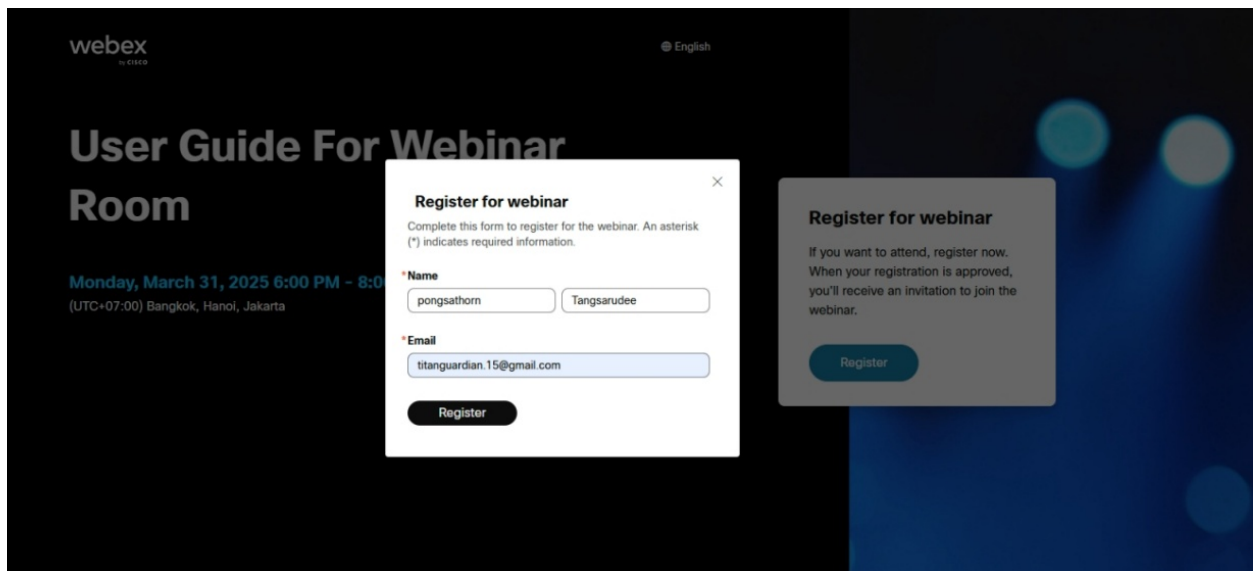 webex
by CISCO
English
User Guide For Webinar
Room
Monday, March 31, 2025 6:00 PM - 8:0
(UTC+07:00) Bangkok, Hanoi, Jakarta
Register for webinar
Complete this form to register for the webinar. An asterisk
(*) indicates required information.
*Name
pongsathorn Tangsarudee
*Email
titanguardian.15@gmail.com
Register
Register for webinar
If you want to attend, register now.
When your registration is approved,
you'll receive an invitation to join the
webinar.
Register